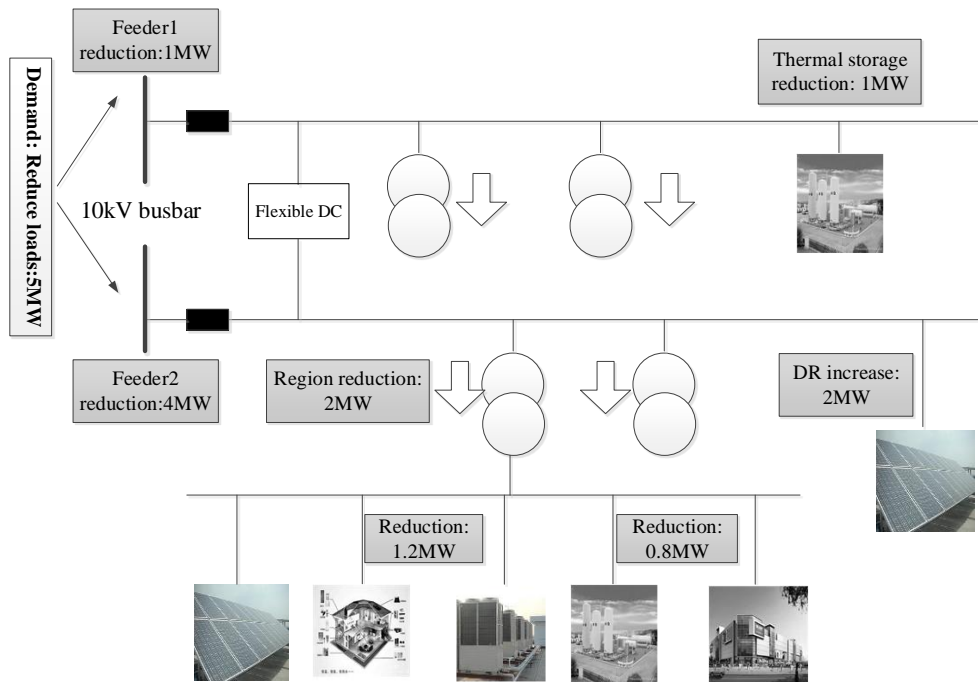 Feeder1
reduction:1MW
Thermal storage
reduction: 1MW
Demand: Reduce loads:5MW
10kV busbar
Flexible DC
Feeder2
reduction:4MW
Region reduction:
2MW
DR increase:
2MW
Reduction:
1.2MW
Reduction:
0.8MW